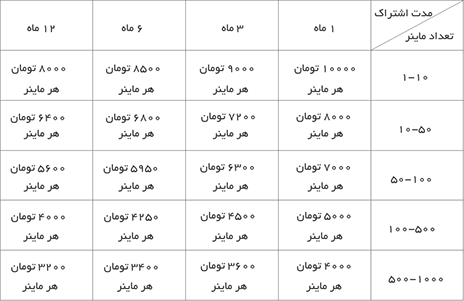 مدت اشتراک
تعداد ماینر
۱ ماه
۳ ماه
۶ ماه
۱۲ ماه
۱-۱۰
۱۰۰۰۰ تومان
هر ماینر
۹۰۰۰ تومان
هر ماینر
۸۵۰۰ تومان
هر ماینر
۸۰۰۰ تومان
هر ماینر
۱۰-۵۰
۸۰۰۰ تومان
هر ماینر
۷۲۰۰ تومان
هر ماینر
۶۸۰۰ تومان
هر ماینر
۶۴۰۰ تومان
هر ماینر
۵۰-۱۰۰
۷۰۰۰ تومان
هر ماینر
۶۳۰۰ تومان
هر ماینر
۵۹۵۰ تومان
هر ماینر
۵۶۰۰ تومان
هر ماینر
۱۰۰-۵۰۰
۵۰۰۰ تومان
هر ماینر
۴۵۰۰ تومان
هر ماینر
۴۲۵۰ تومان
هر ماینر
۴۰۰۰ تومان
هر ماینر
۵۰۰-۱۰۰۰
۴۰۰۰ تومان
هر ماینر
۳۶۰۰ تومان
هر ماینر
۳۴۰۰ تومان
هر ماینر
۳۲۰۰ تومان
هر ماینر